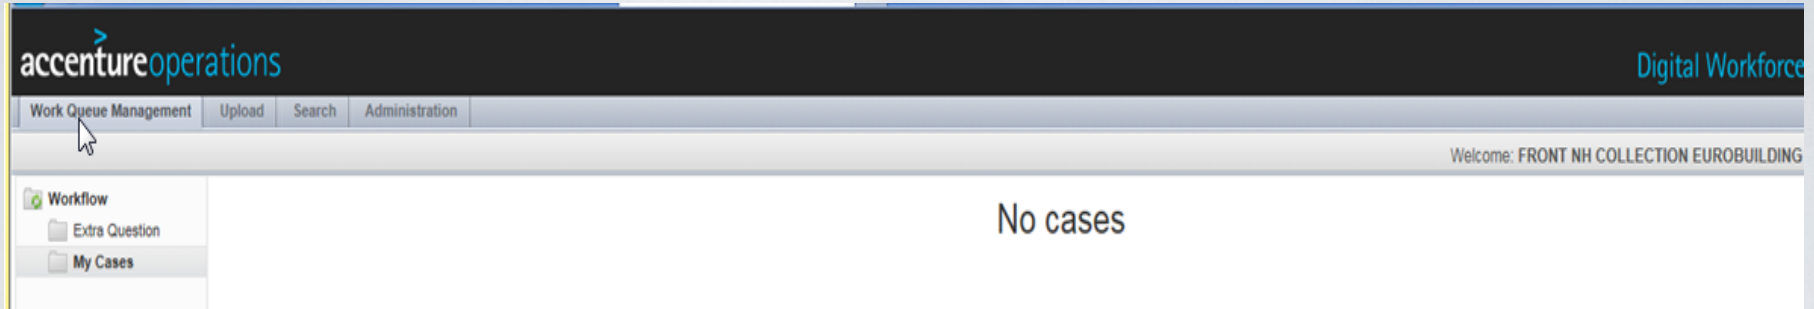 accentureoperations
Digital Workforce
Work Queue Management Upload Search Administration
Welcome: FRONT NH COLLECTION EUROBUILDING
Workflow
Extra Question
My Cases
No cases